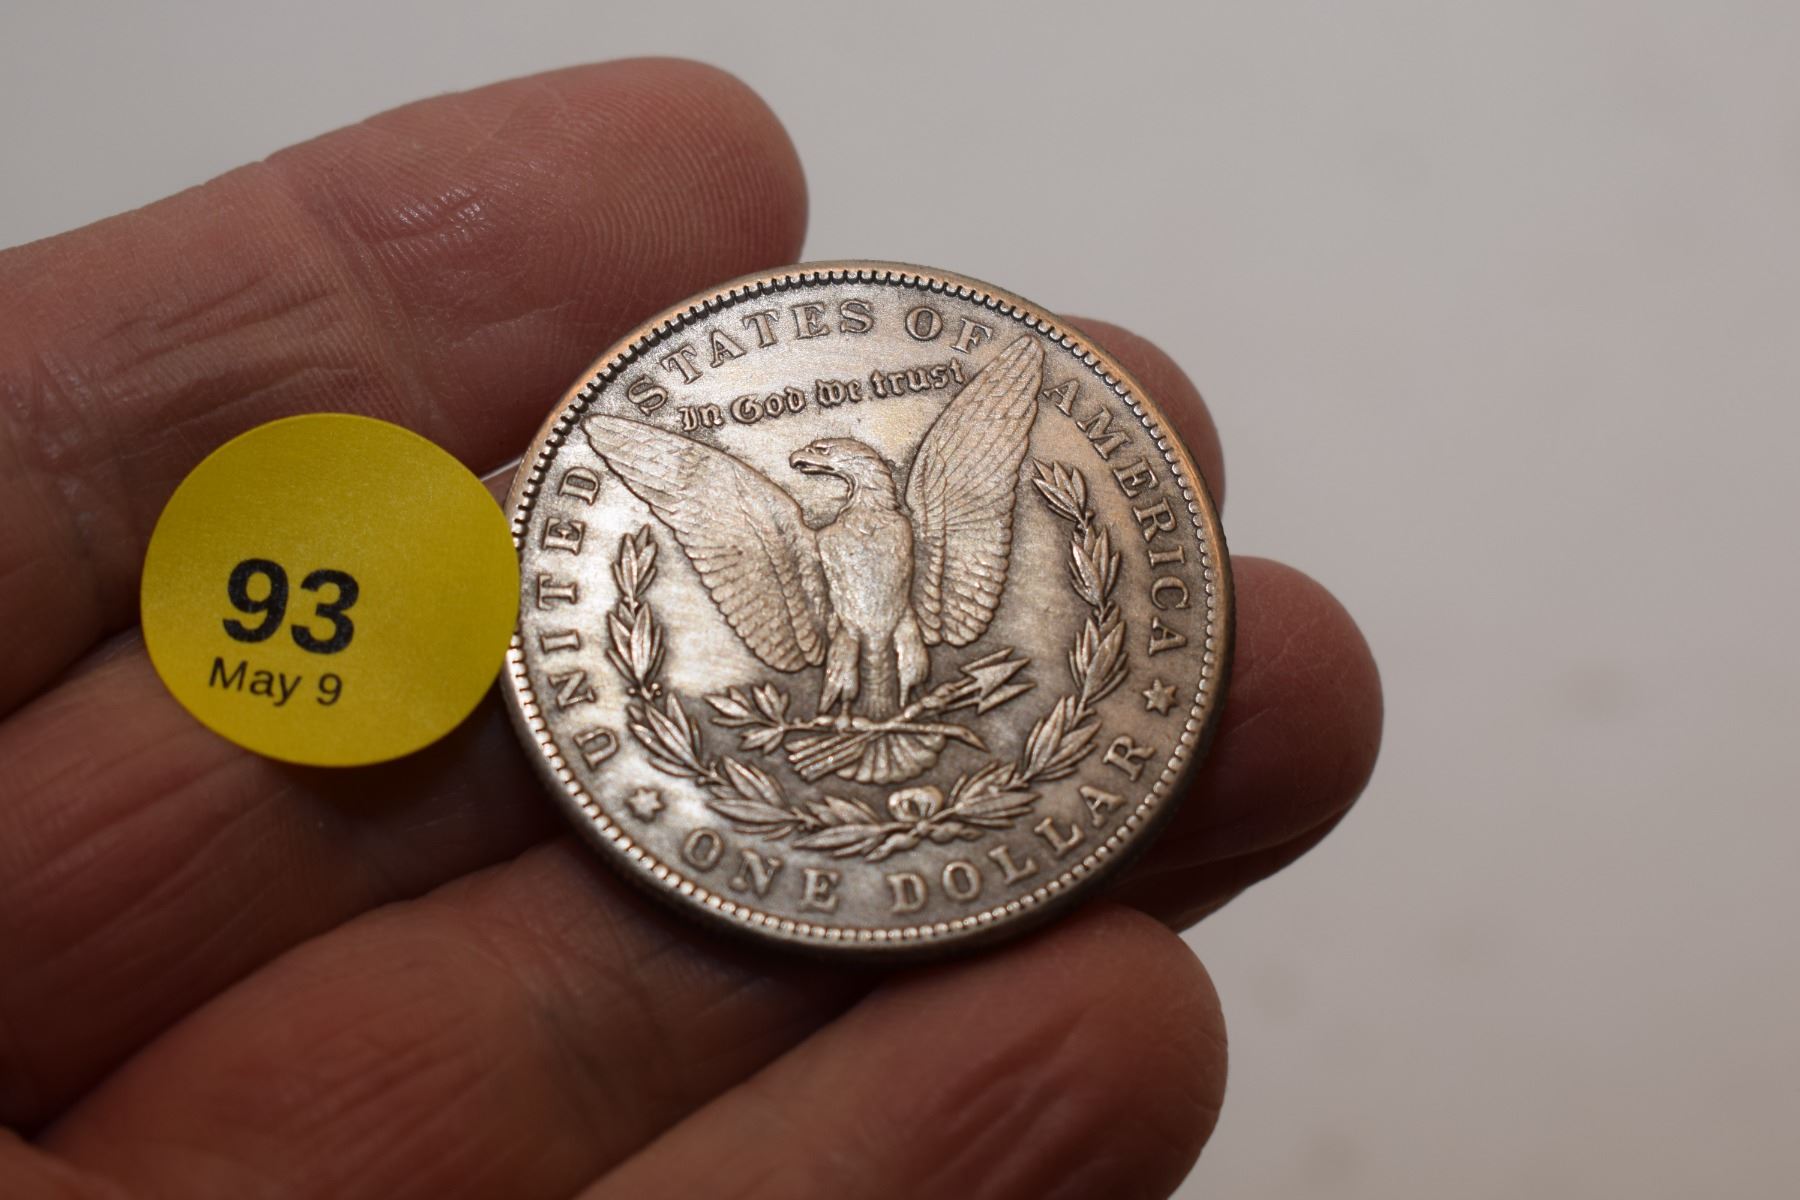 93
May 9
UNITED STATES OF AMERICA
In God we trust
ONE DOLLAR